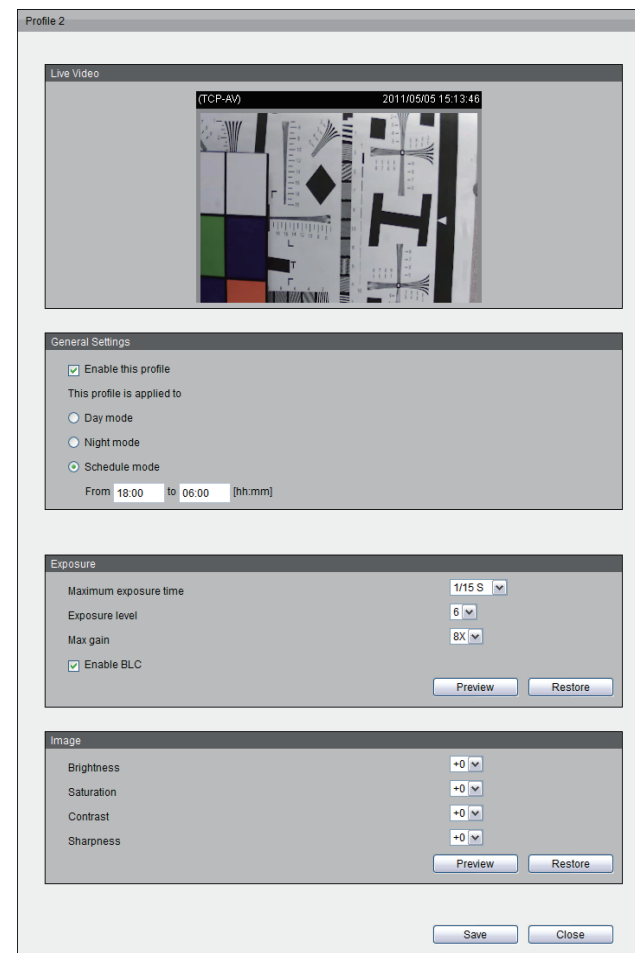 Profile 2
Live Video
(TCP-AV) 2011/05/05 15:13:46
General Settings
Enable this profile
This profile is applied to
Day mode
Night mode
Schedule mode
From 18:00 to 06:00 [hh:mm]
Exposure
Maximum exposure time 1/15 S
Exposure level 6
Max gain 8X
Enable BLC
Preview Restore
Image
Brightness +0
Saturation +0
Contrast +0
Sharpness +0
Preview Restore
Save Close